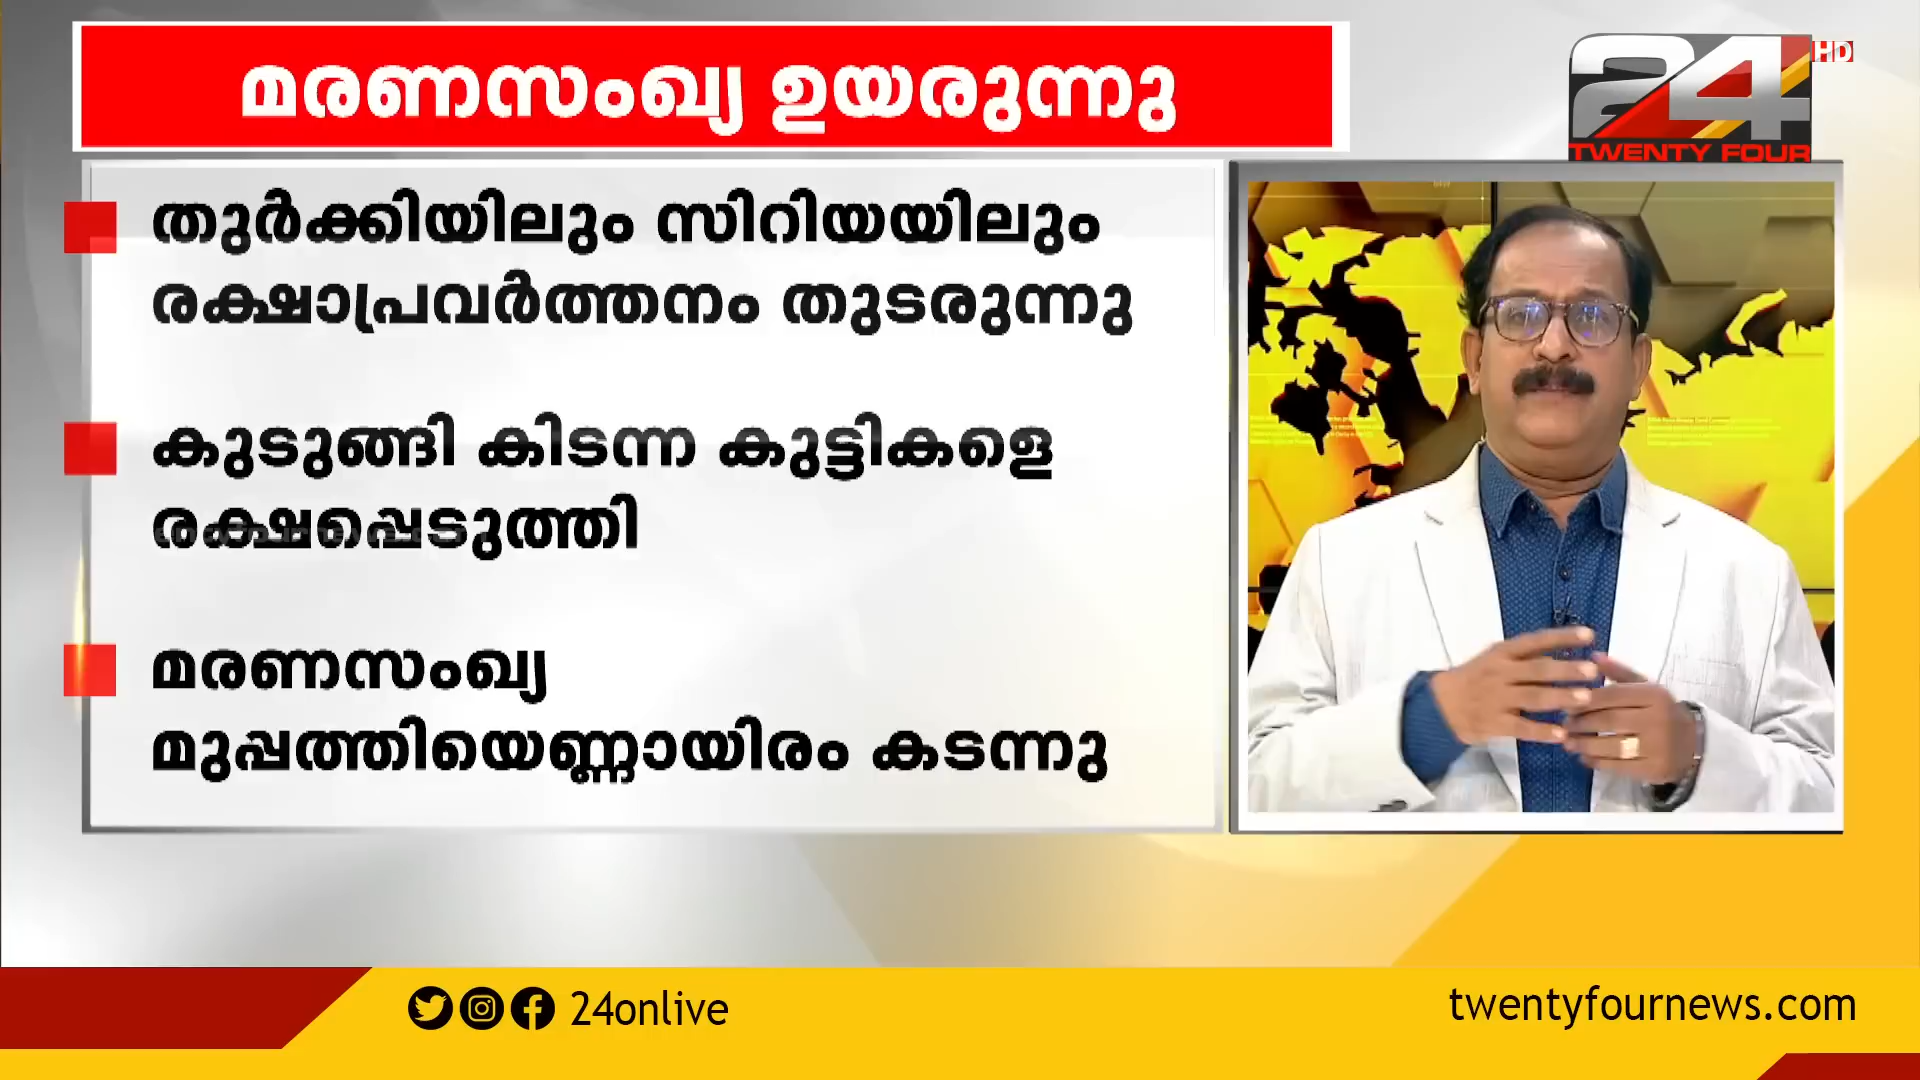 മരണസംഖ്യ ഉയരുന്നു
24 HD
TWENTY FOUR
തുർക്കിയിലും സിറിയയിലും
രക്ഷാപ്രവർത്തനം തുടരുന്നു
കുടുങ്ങി കിടന്ന കുട്ടികളെ
രക്ഷപ്പെടുത്തി
മരണസംഖ്യ
മുപ്പത്തിയെണ്ണായിരം കടന്നു
24onlive
twentyfournews.com